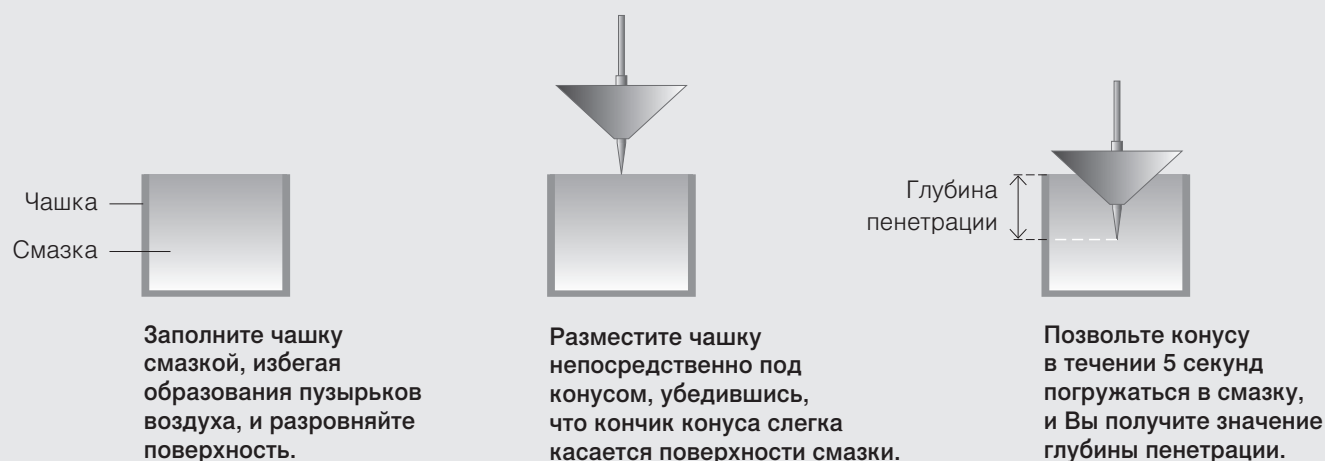 Чашка
Смазка
Заполните чашку
смазкой, избегая
образования пузырьков
воздуха, и разровняйте
поверхность.
Разместите чашку
непосредственно под
конусом, убедившись,
что кончик конуса слегка
касается поверхности смазки.
Глубина
пенетрации
Позвольте конусу
в течении 5 секунд
погружаться в смазку,
и Вы получите значение
глубины пенетрации.